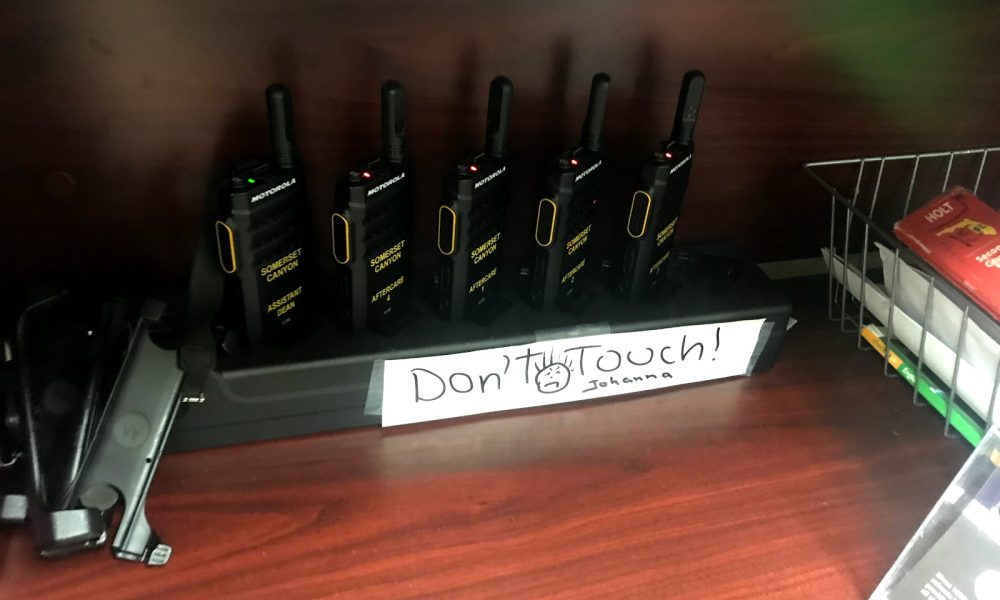 MOTOROLA
SOMERSET
CANYON
ASSISTANT
DEAN
MOTOROLA
SOMERSET
CANYON
AFTERCARE
4
MOTOROLA
SOMERSET
CANYON
AFTERCARE
MOTOROLA
SOMERSET
CANYON
AFTERCARE
MOTOROLA
SOMERSET
CANYON
AFTERCARE
Don't Touch!
Johanna
HOLT